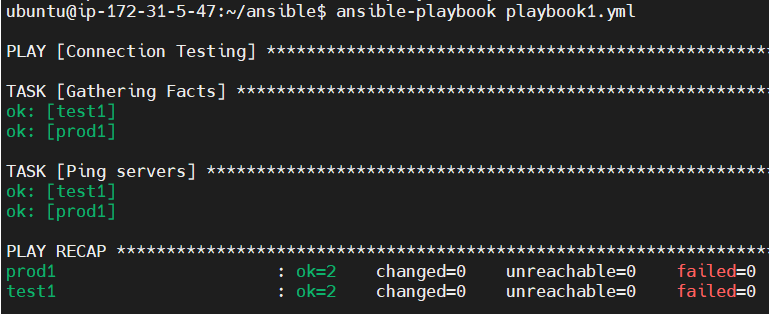 ubuntu@ip-172-31-5-47:~/ansible$ ansible-playbook playbook1.yml
PLAY [Connection Testing] **************************************************
TASK [Gathering Facts] *****************************************************
ok: [test1]
ok: [prod1]
TASK [Ping servers] ********************************************************
ok: [test1]
ok: [prod1]
PLAY RECAP *****************************************************************
prod1 : ok=2 changed=0 unreachable=0 failed=0
test1 : ok=2 changed=0 unreachable=0 failed=0